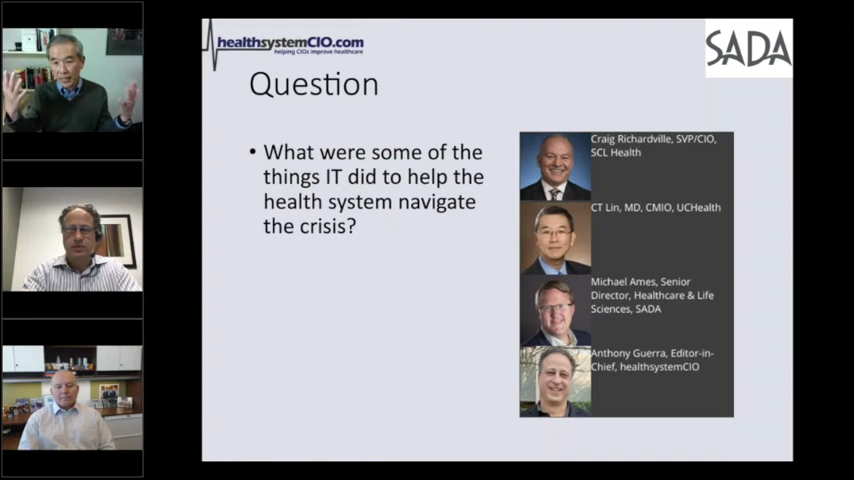 healthsystemCIO.com
helping CIOs improve healthcare
SADA
Question
• What were some of the
things IT did to help the
health system navigate
the crisis?
Craig Richardville, SVP/CIO,
SCL Health
CT Lin, MD, CMIO, UCHealth
Michael Ames, Senior
Director, Healthcare & Life
Sciences, SADA
Anthony Guerra, Editor-in-
Chief, healthsystemCIO